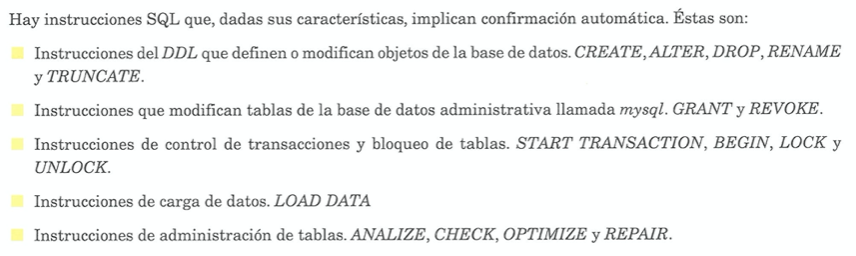 Hay instrucciones SQL que, dadas sus características, implican confirmación automática. Éstas son:
Instrucciones del DDL que definen o modifican objetos de la base de datos. CREATE, ALTER, DROP, RENAME
y TRUNCATE.
Instrucciones que modifican tablas de la base de datos administrativa llamada mysql. GRANT y REVOKE.
Instrucciones de control de transacciones y bloqueo de tablas. START TRANSACTION, BEGIN, LOCK y
UNLOCK.
Instrucciones de carga de datos. LOAD DATA
Instrucciones de administración de tablas. ANALIZE, CHECK, OPTIMIZE y REPAIR.